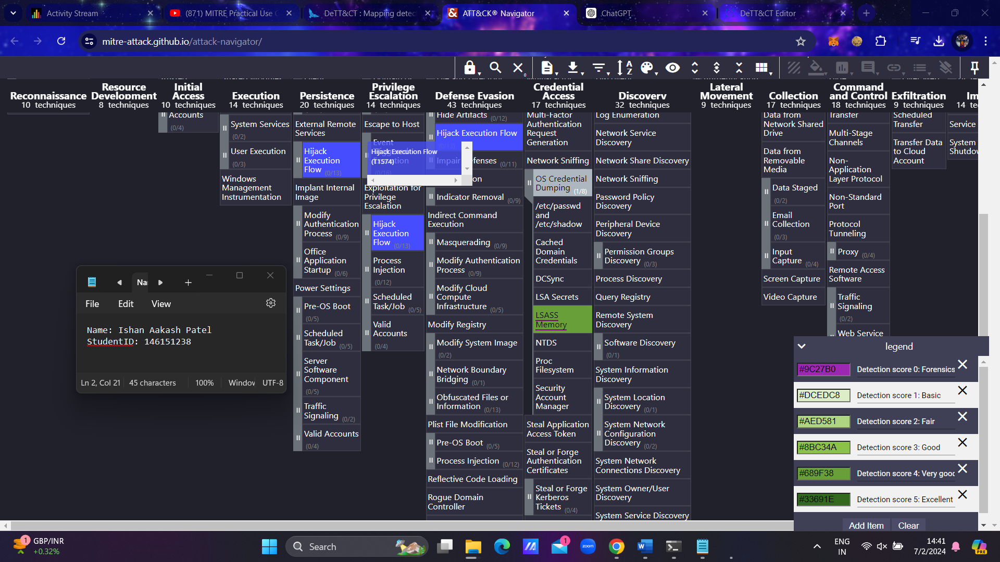 Activity Stream
(871) MITRE Practical Use C
DeTT&CT : Mapping detec
ATT&CK® Navigator
ChatGPT
DeTT&CT Editor
mitre-attack.github.io/attack-navigator/
Reconnaissance
10 techniques
Resource
Development
8 techniques
Initial
Access
10 techniques
Accounts
(0/4)
Execution
14 techniques
System Services
(0/2)
User Execution
(0/3)
Windows
Management
Instrumentation
Persistence
20 techniques
External Remote
Services
Hijack
Execution
Flow (0/13)
Implant Internal
Image
Modify
Authentication
Process (0/9)
Office
Application
Startup (0/6)
Power Settings
Pre-OS Boot
(0/5)
Scheduled
Task/Job (0/5)
Server
Software
Component
(0/5)
Traffic
Signaling (0/2)
Valid Accounts
(0/4)
Privilege
Escalation
14 techniques
Escape to Host
Event
Triggered
Execution
(0/16)
Hijack Execution Flow
(T1574)
Exploitation for
Privilege
Escalation
Hijack
Execution
Flow (0/13)
Process
Injection
(0/12)
Scheduled
Task/Job (0/5)
Valid
Accounts
(0/4)
Defense Evasion
43 techniques
Hide Artifacts (0/12)
Hijack Execution Flow
Impair Defenses (0/11)
Indicator Removal (0/9)
Indirect Command
Execution
Masquerading (0/9)
Modify Authentication
Process (0/9)
Modify Cloud
Compute
Infrastructure (0/5)
Modify Registry
Modify System Image
(0/2)
Network Boundary
Bridging (0/1)
Obfuscated Files or
Information (0/13)
Plist File Modification
Pre-OS Boot (0/5)
Process Injection (0/12)
Reflective Code Loading
Rogue Domain
Controller
Credential
Access
17 techniques
Multi-Factor
Authentication
Request
Generation
Network Sniffing
OS Credential
Dumping (1/8)
/etc/passwd
and
/etc/shadow
Cached
Domain
Credentials
DCSync
LSA Secrets
LSASS
Memory
NTDS
Proc
Filesystem
Security
Account
Manager
Steal Application
Access Token
Steal or Forge
Authentication
Certificates
Steal or Forge
Kerberos
Tickets (0/4)
Discovery
32 techniques
Log Enumeration
Network Service
Discovery
Network Share Discovery
Network Sniffing
Password Policy
Discovery
Peripheral Device
Discovery
Permission Groups
Discovery (0/3)
Process Discovery
Query Registry
Remote System
Discovery
Software Discovery
(0/1)
System Information
Discovery
System Location
Discovery (0/1)
System Network
Configuration
Discovery (0/2)
System Network
Connections Discovery
System Owner/User
Discovery
System Service Discovery
Lateral
Movement
9 techniques
Collection
17 techniques
Data from
Network Shared
Drive
Data from
Removable
Media
Data Staged
(0/2)
Email
Collection
(0/3)
Input
Capture (0/4)
Screen Capture
Video Capture
Command
and Control
18 techniques
Transfer
Multi-Stage
Channels
Non-
Application
Layer Protocol
Non-Standard
Port
Protocol
Tunneling
Proxy (0/4)
Remote Access
Software
Traffic
Signaling
(0/2)
Web Service
Exfiltration
9 techniques
Scheduled
Transfer
Transfer Data
to Cloud
Account
Im
14 te
Service
System
Shutdow
Na
File Edit View
Name: Ishan Aakash Patel
StudentID: 146151238
Ln 2, Col 21 45 characters 100% Window UTF-8
legend
#9C27B0 Detection score 0: Forensics
#DCEDC8 Detection score 1: Basic
#AED581 Detection score 2: Fair
#8BC34A Detection score 3: Good
#689F38 Detection score 4: Very good
#33691E Detection score 5: Excellent
Add Item Clear
1
GBP/INR
+0.32%
Search
1
zoom
W
ENG
IN
14:41
7/2/2024
PRE